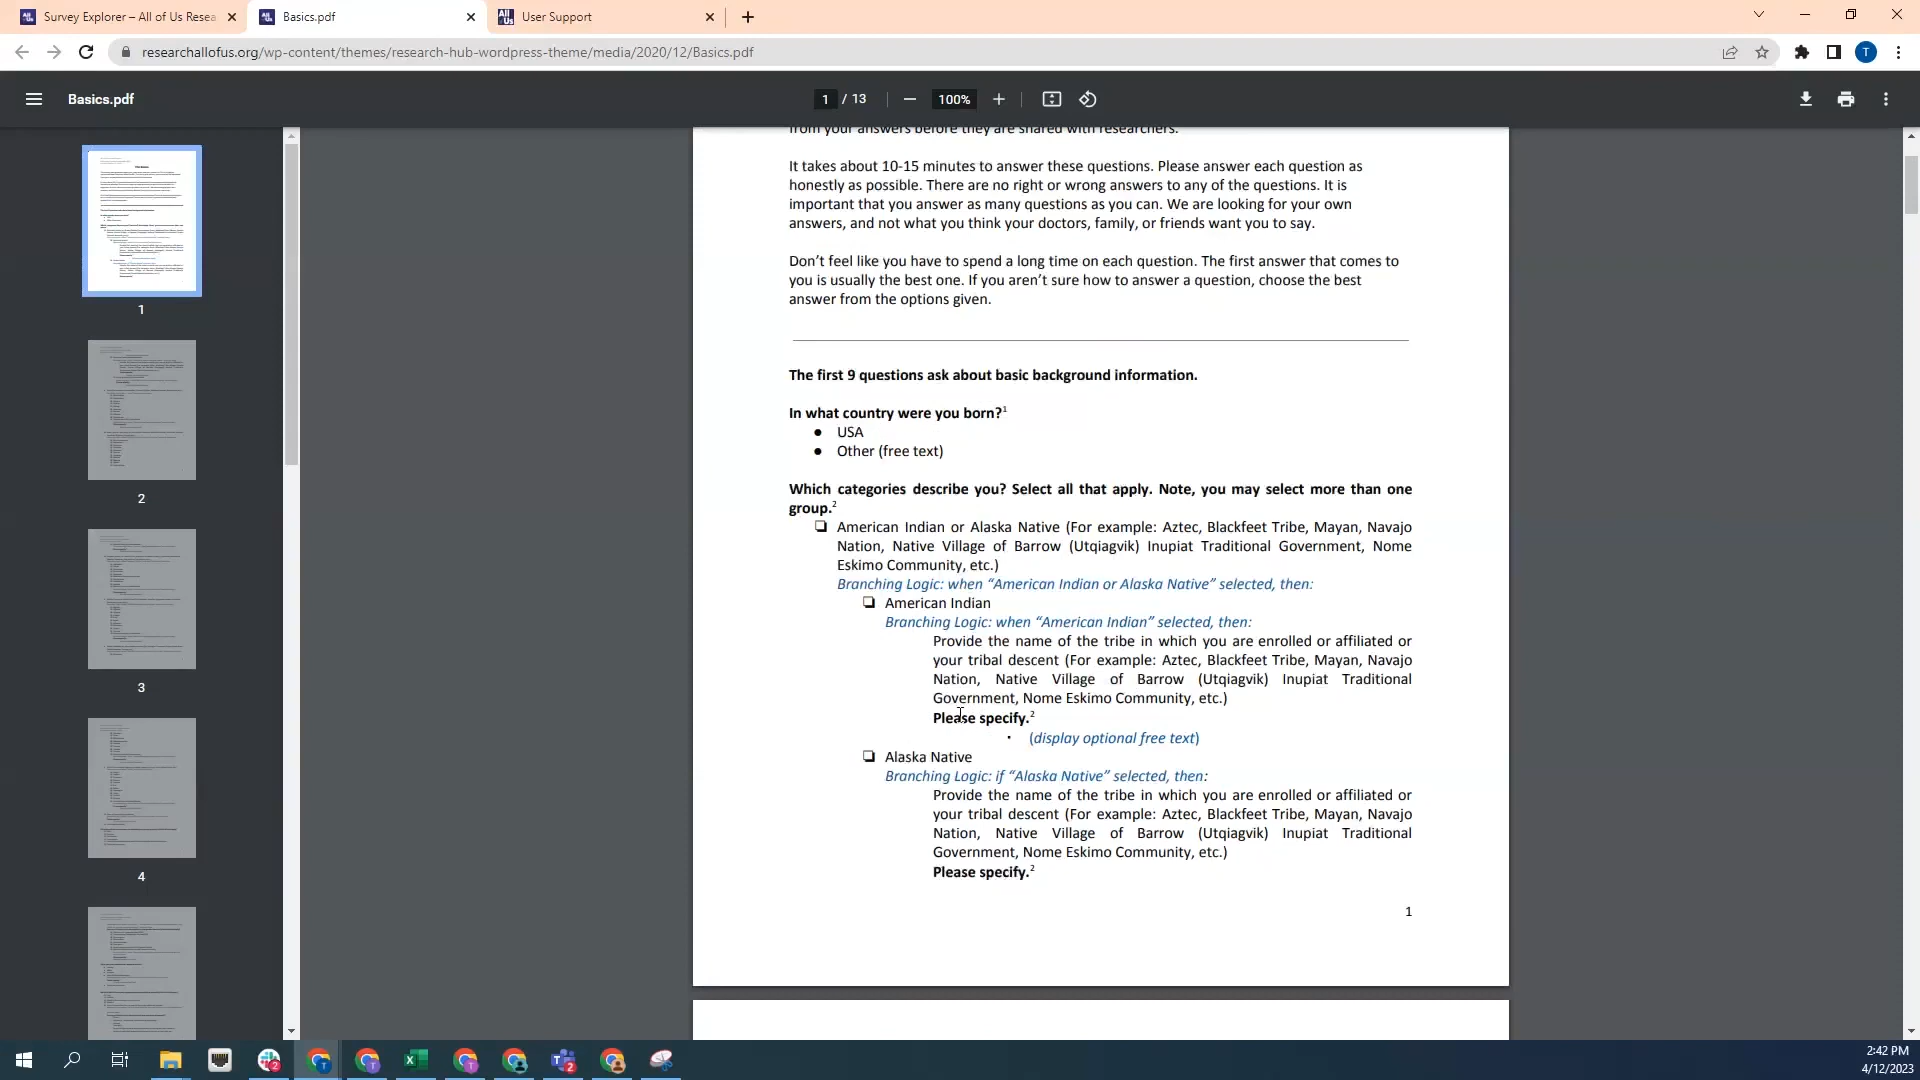 Survey Explorer – All of Us Resea
Basics.pdf
User Support
researchallofus.org/wp-content/themes/research-hub-wordpress-theme/media/2020/12/Basics.pdf
T
Basics.pdf
1 / 13
100%
1
2
3
4
from your answers before they are shared with researchers.
It takes about 10-15 minutes to answer these questions. Please answer each question as
honestly as possible. There are no right or wrong answers to any of the questions. It is
important that you answer as many questions as you can. We are looking for your own
answers, and not what you think your doctors, family, or friends want you to say.
Don’t feel like you have to spend a long time on each question. The first answer that comes to
you is usually the best one. If you aren’t sure how to answer a question, choose the best
answer from the options given.
The first 9 questions ask about basic background information.
In what country were you born?1
● USA
● Other (free text)
Which categories describe you? Select all that apply. Note, you may select more than one
group.2
❏ American Indian or Alaska Native (For example: Aztec, Blackfeet Tribe, Mayan, Navajo
Nation, Native Village of Barrow (Utqiagvik) Inupiat Traditional Government, Nome
Eskimo Community, etc.)
Branching Logic: when “American Indian or Alaska Native” selected, then:
❏ American Indian
Branching Logic: when “American Indian” selected, then:
Provide the name of the tribe in which you are enrolled or affiliated or
your tribal descent (For example: Aztec, Blackfeet Tribe, Mayan, Navajo
Nation, Native Village of Barrow (Utqiagvik) Inupiat Traditional
Government, Nome Eskimo Community, etc.)
Please specify.2
▪ (display optional free text)
❏ Alaska Native
Branching Logic: if “Alaska Native” selected, then:
Provide the name of the tribe in which you are enrolled or affiliated or
your tribal descent (For example: Aztec, Blackfeet Tribe, Mayan, Navajo
Nation, Native Village of Barrow (Utqiagvik) Inupiat Traditional
Government, Nome Eskimo Community, etc.)
Please specify.2
1
2:42 PM
4/12/2023